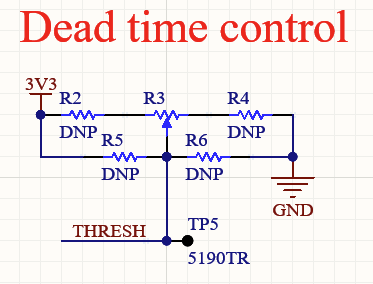 Dead time control
3V3
R2 R3 R4
DNP DNP
R5 R6
DNP DNP
GND
THRESH TP5
5190TR